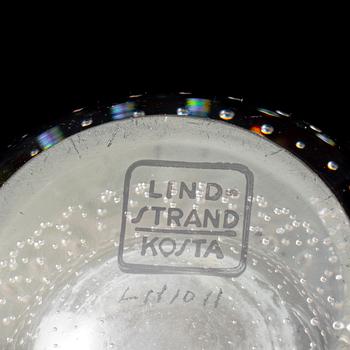 LIND-
STRAND
KOSTA